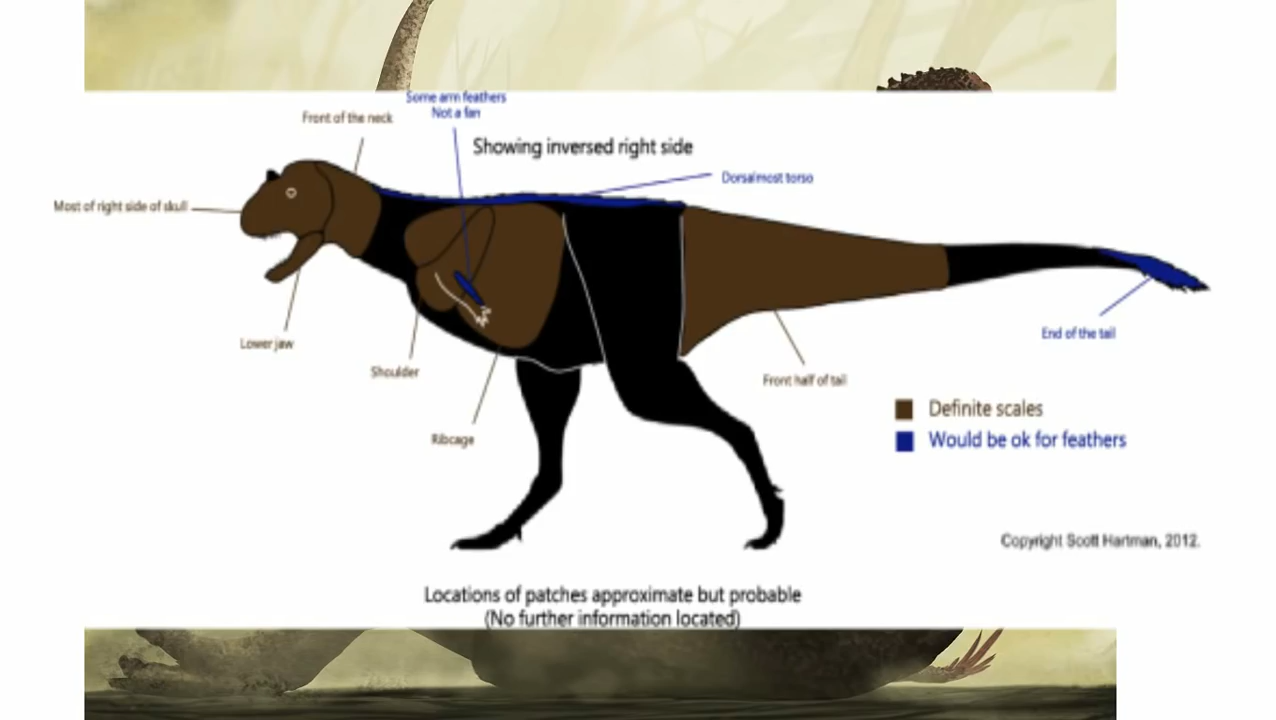 Some arm feathers
Not a fan
Front of the neck
Showing inversed right side
Dorsalmost torso
Most of right side of skull
Lower jaw
Shoulder
Ribcage
End of the tail
Front half of tail
Definite scales
Would be ok for feathers
Copyright Scott Hartman, 2012.
Locations of patches approximate but probable
(No further information located)